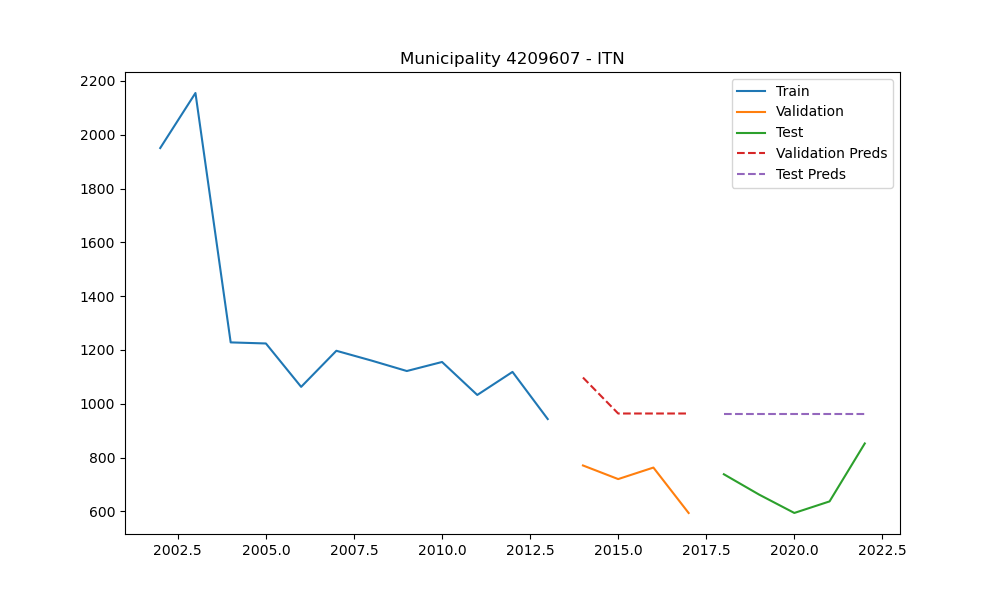 Municipality 4209607 - ITN
2200
2000
1800
1600
1400
1200
1000
800
600
Train
Validation
Test
Validation Preds
Test Preds
2002.5 2005.0 2007.5 2010.0 2012.5 2015.0 2017.5 2020.0 2022.5